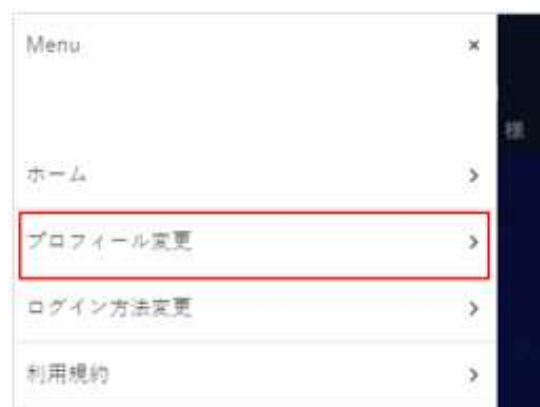 Menu ×
様
ホーム
プロフィール変更
ログイン方法変更
利用規約